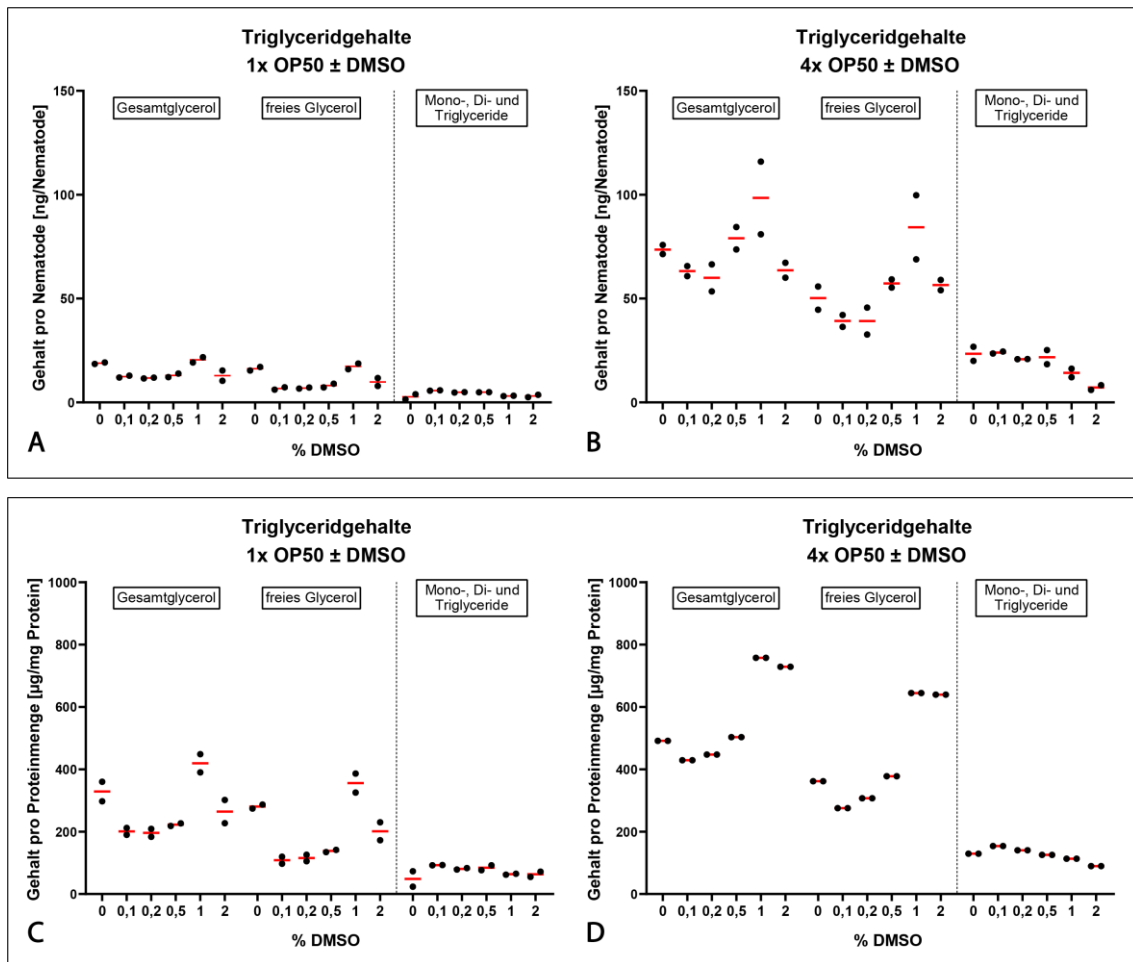 Triglyceridgehalte
1x OP50 ± DMSO
Gehalt pro Nematode [ng/Nematode]
150
100
50
0
Gesamtglycerol
freies Glycerol
Mono-, Di- und
Triglyceride
0 0,1 0,2 0,5 1 2 0 0,1 0,2 0,5 1 2 0 0,1 0,2 0,5 1 2
% DMSO
A
Triglyceridgehalte
4x OP50 ± DMSO
Gehalt pro Nematode [ng/Nematode]
150
100
50
0
Gesamtglycerol
freies Glycerol
Mono-, Di- und
Triglyceride
0 0,1 0,2 0,5 1 2 0 0,1 0,2 0,5 1 2 0 0,1 0,2 0,5 1 2
% DMSO
B
Triglyceridgehalte
1x OP50 ± DMSO
Gehalt pro Proteinmenge [µg/mg Protein]
1000
800
600
400
200
0
Gesamtglycerol
freies Glycerol
Mono-, Di- und
Triglyceride
0 0,1 0,2 0,5 1 2 0 0,1 0,2 0,5 1 2 0 0,1 0,2 0,5 1 2
% DMSO
C
Triglyceridgehalte
4x OP50 ± DMSO
Gehalt pro Proteinmenge [µg/mg Protein]
1000
800
600
400
200
0
Gesamtglycerol
freies Glycerol
Mono-, Di- und
Triglyceride
0 0,1 0,2 0,5 1 2 0 0,1 0,2 0,5 1 2 0 0,1 0,2 0,5 1 2
% DMSO
D